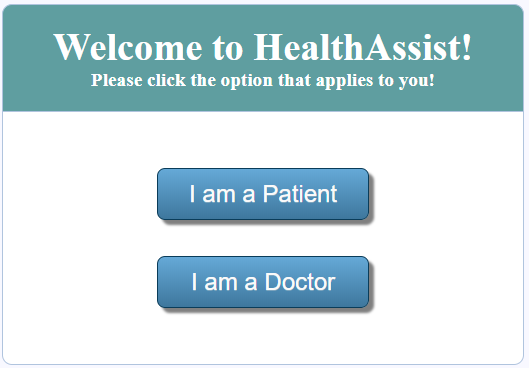 Welcome to HealthAssist!
Please click the option that applies to you!
I am a Patient
I am a Doctor